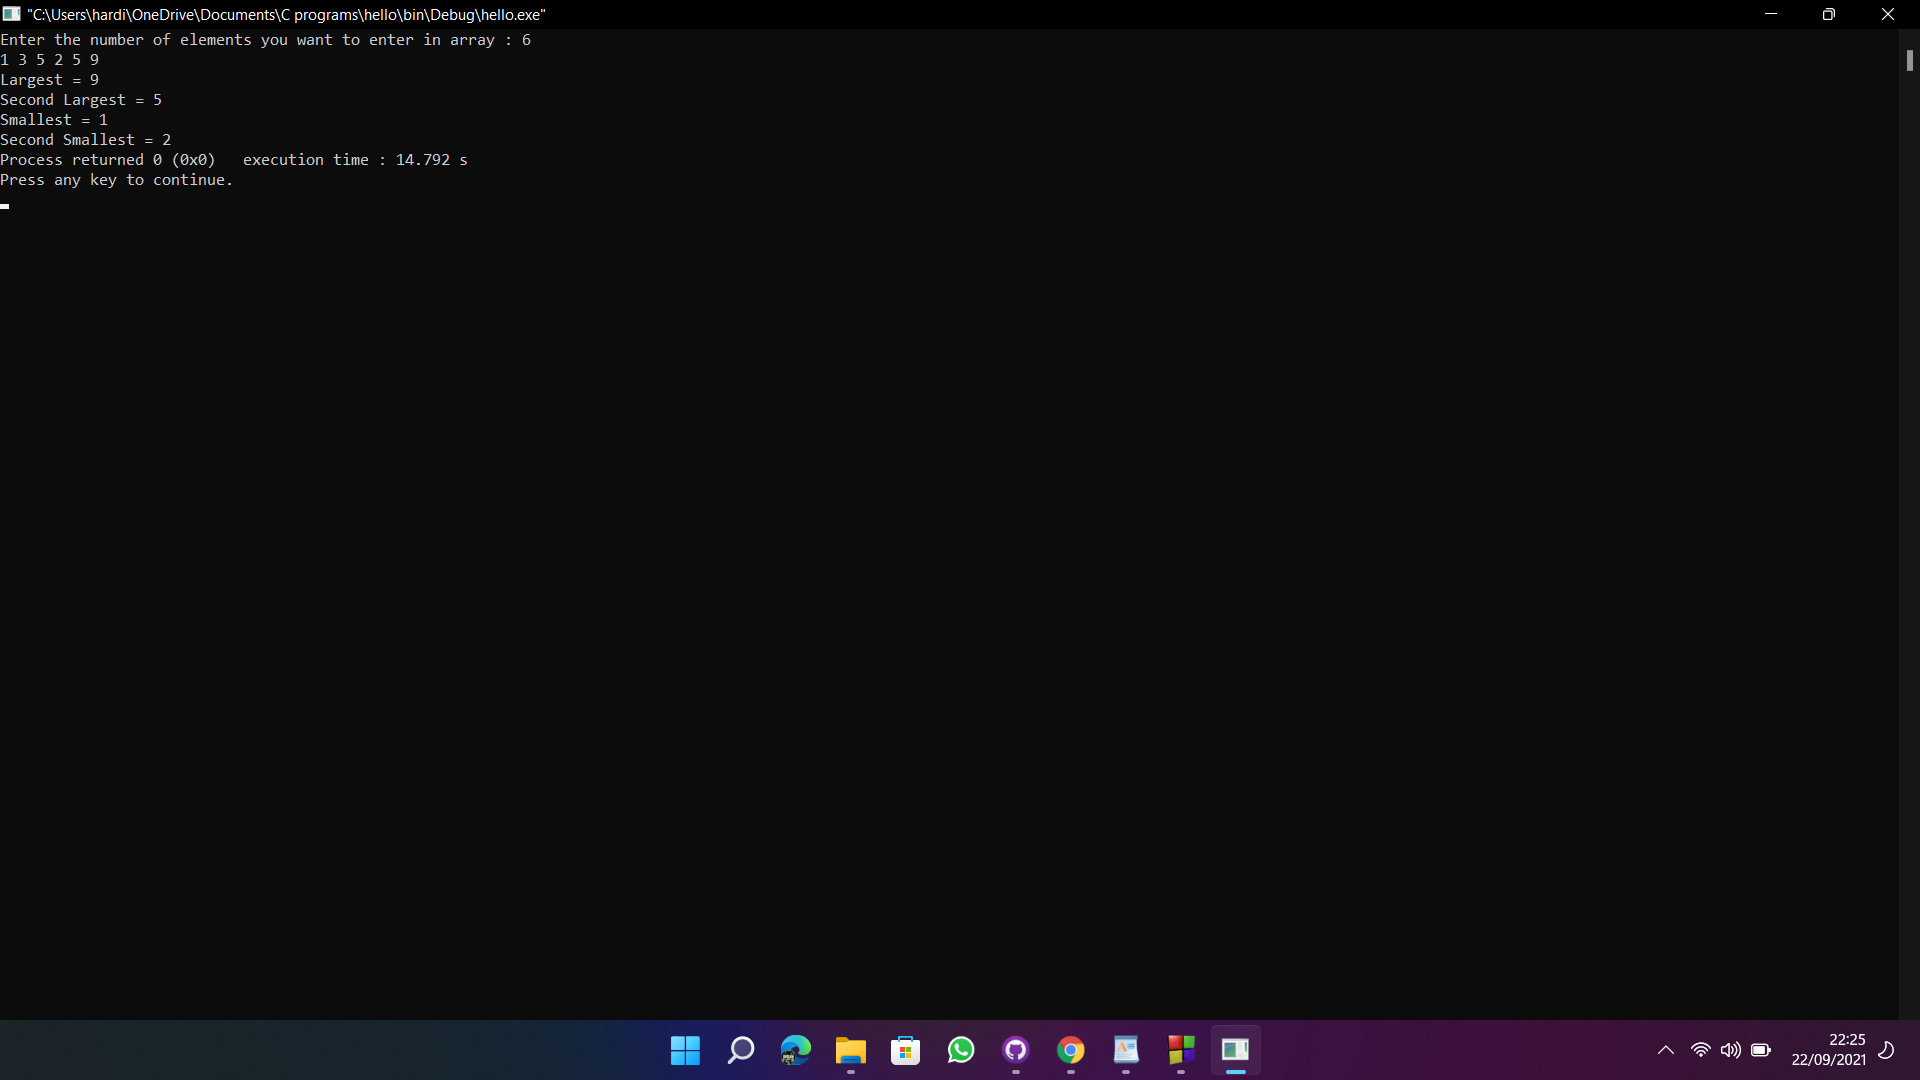 "C:\Users\hardi\OneDrive\Documents\C programs\hello\bin\Debug\hello.exe"
Enter the number of elements you want to enter in array : 6
1 3 5 2 5 9
Largest = 9
Second Largest = 5
Smallest = 1
Second Smallest = 2
Process returned 0 (0x0)   execution time : 14.792 s
Press any key to continue.
22:25
22/09/2021